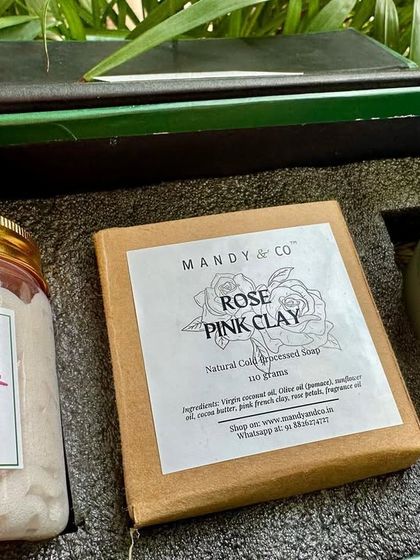 MANDY & CO™
ROSE
PINK CLAY
Natural Cold Processed Soap
110 grams
Ingredients: Virgin coconut oil, Olive oil (pomace), sunflower
oil, cocoa butter, pink french clay, rose petals, fragrance oil
Shop on: www.mandyandco.in
Whatsapp at: 91 8826274727